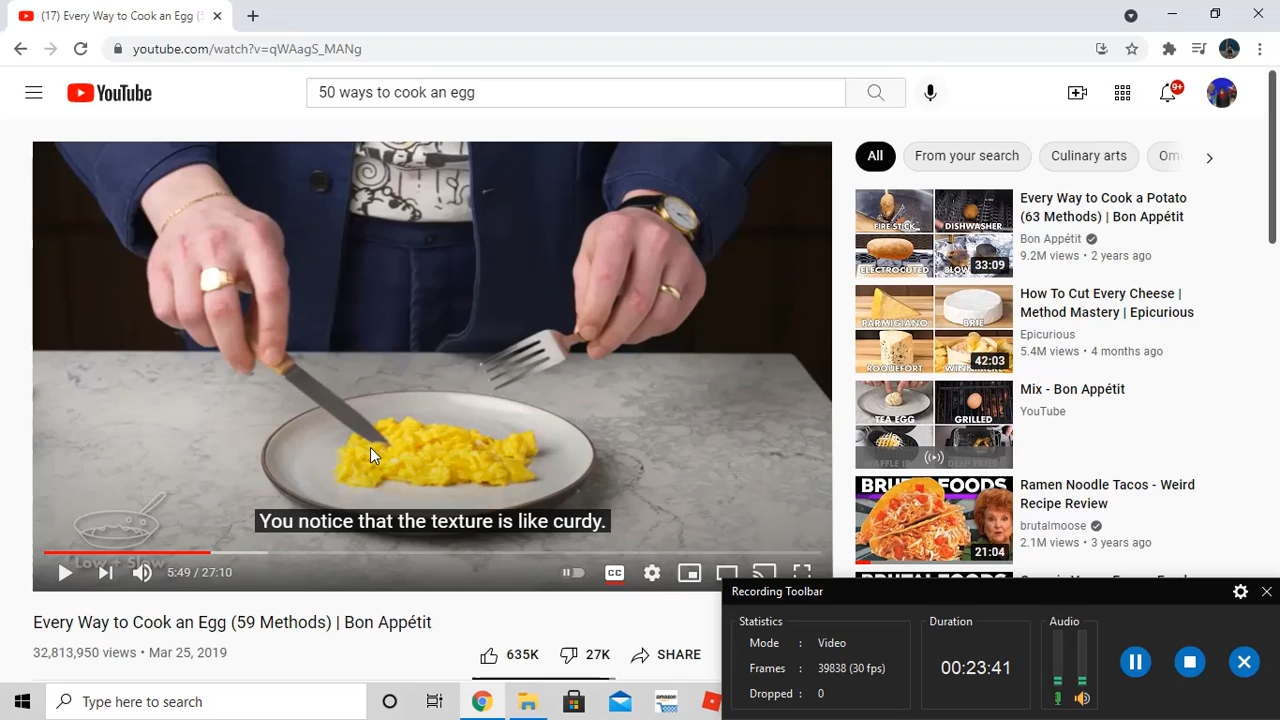 (17) Every Way to Cook an Egg (5
youtube.com/watch?v=qWAagS_MANg
YouTube
50 ways to cook an egg
9+
You notice that the texture is like curdy.
Low + Slow
5:49 / 27:10
CC
Every Way to Cook an Egg (59 Methods) | Bon Appétit
32,813,950 views • Mar 25, 2019
635K
27K
SHARE
All
From your search
Culinary arts
Om
FIRE STICK
DISHWASHER
ELECTROCUTED
33:09
Every Way to Cook a Potato
(63 Methods) | Bon Appétit
Bon Appétit
9.2M views • 2 years ago
PARMIGIANO
BRIE
ROQUEFORT
42:03
How To Cut Every Cheese |
Method Mastery | Epicurious
Epicurious
5.4M views • 4 months ago
TEA EGG
GRILLED
Mix - Bon Appétit
YouTube
BRUTALFOODS
21:04
Ramen Noodle Tacos - Weird
Recipe Review
brutalmoose
2.1M views • 3 years ago
Recording Toolbar
Statistics
Mode : Video
Frames : 39838 (30 fps)
Dropped : 0
Duration
00:23:41
Audio
Type here to search